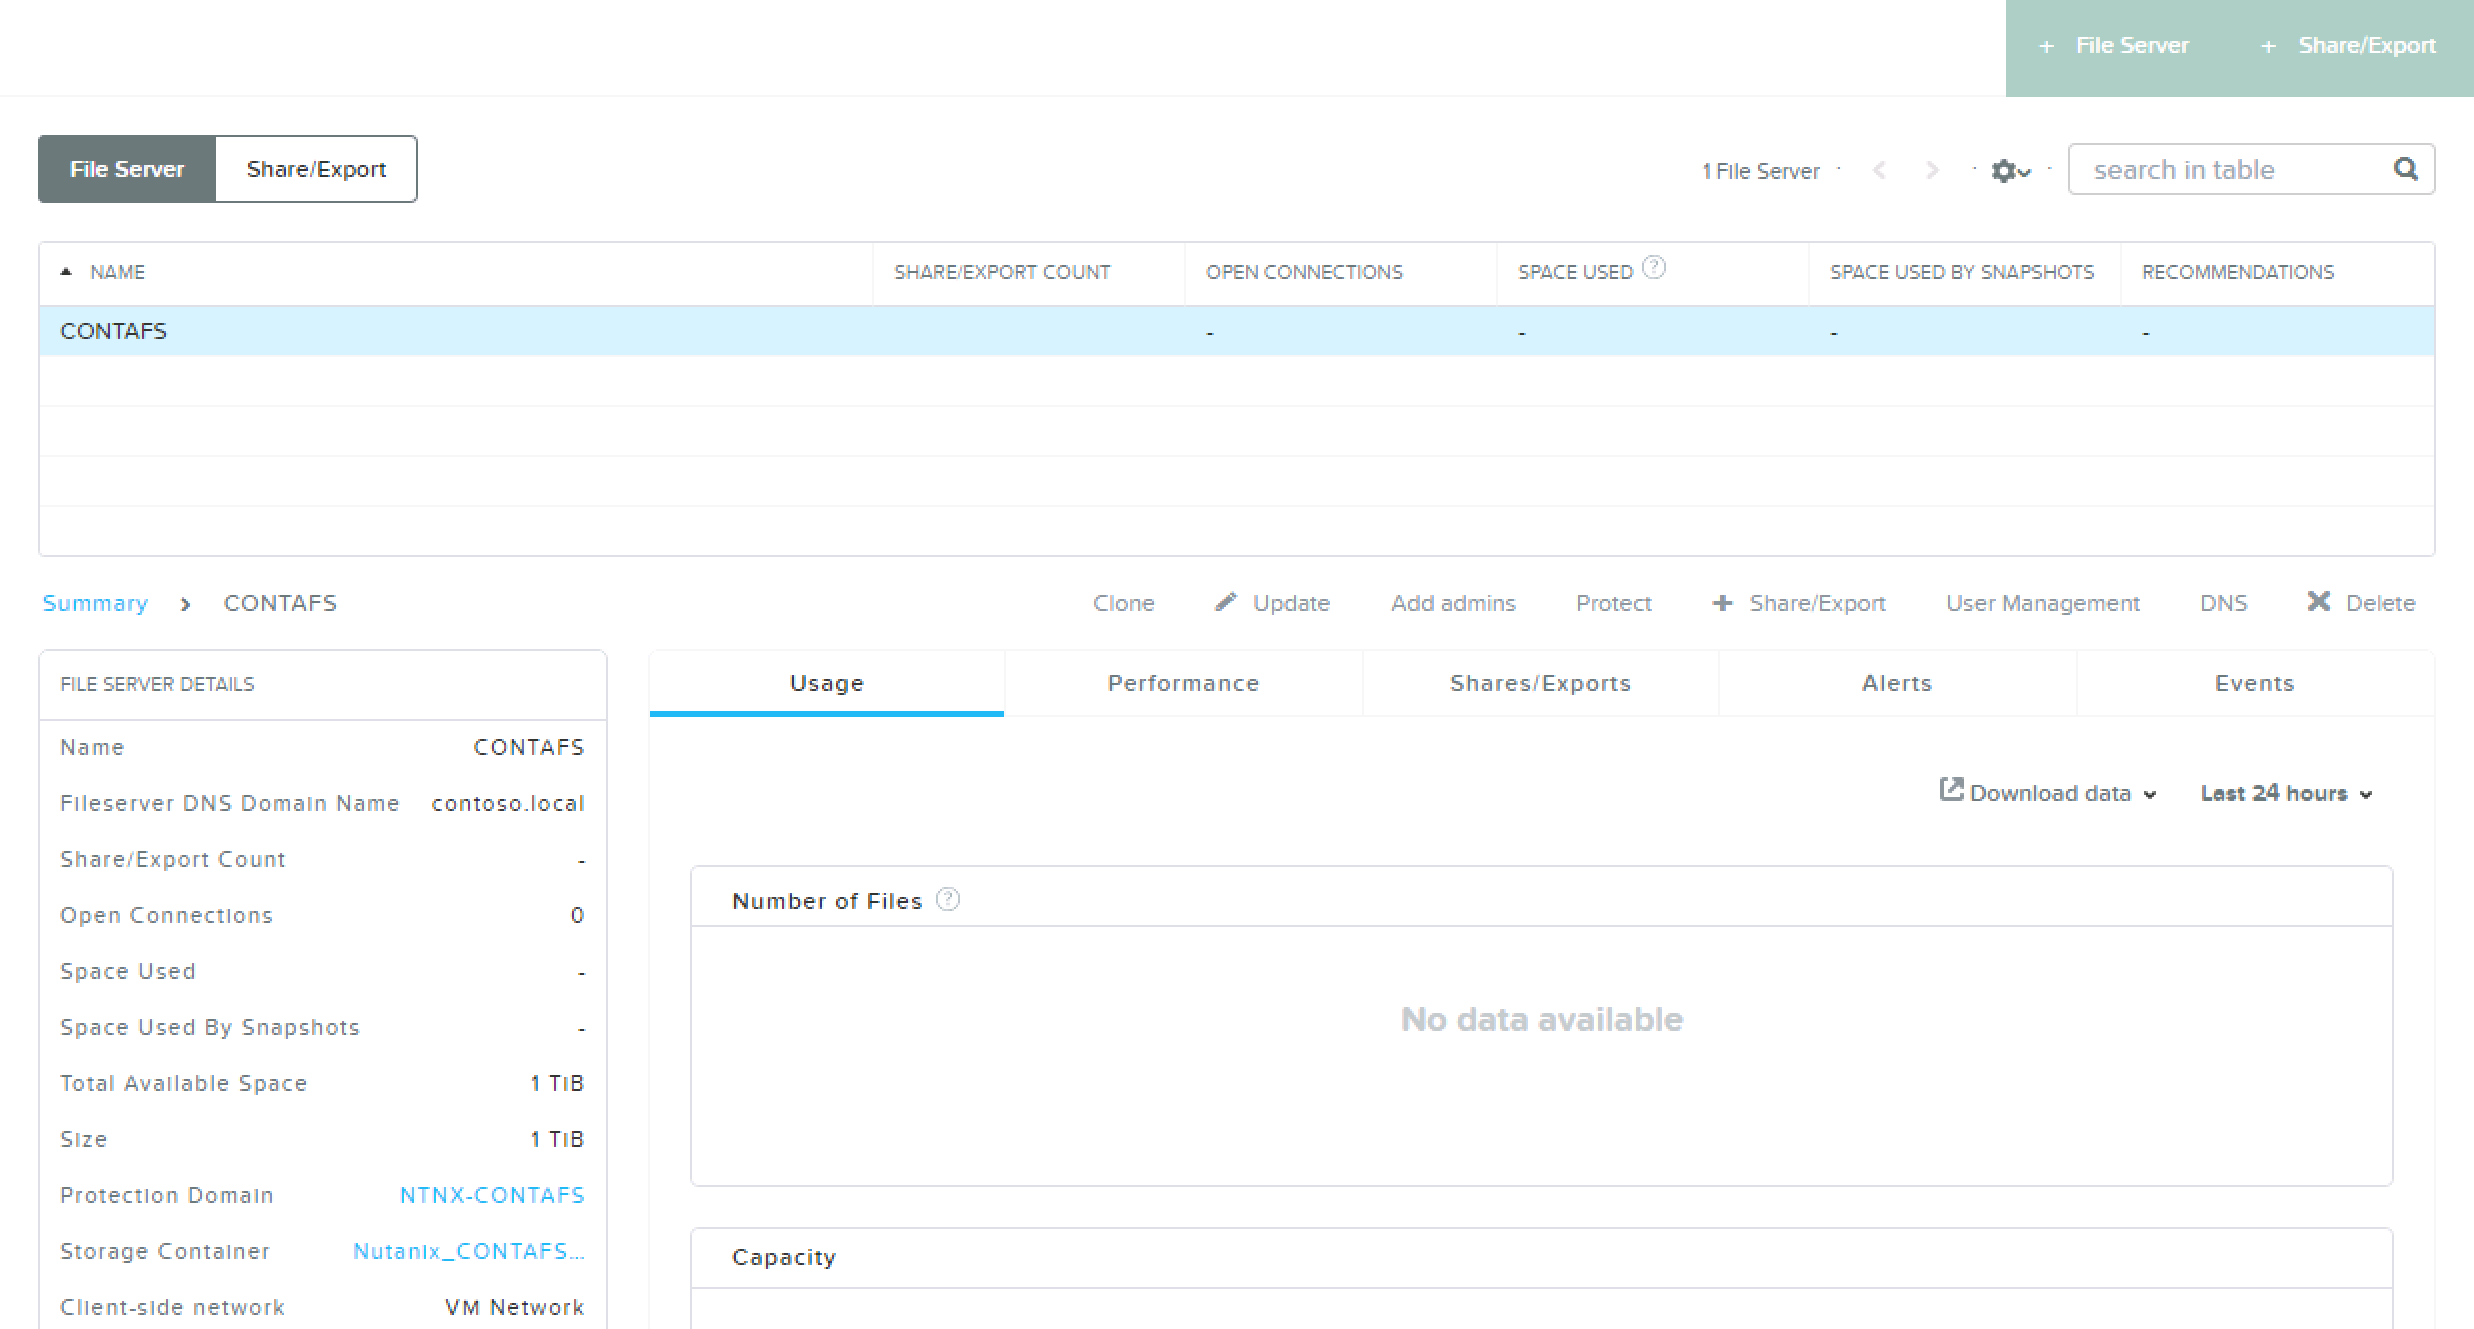 + File Server + Share/Export
File Server Share/Export
1 File Server · · · search in table
NAME SHARE/EXPORT COUNT OPEN CONNECTIONS SPACE USED ? SPACE USED BY SNAPSHOTS RECOMMENDATIONS
CONTAFS - - - -
Summary > CONTAFS Clone Update Add admins Protect + Share/Export User Management DNS Delete
FILE SERVER DETAILS
Name CONTAFS
Fileserver DNS Domain Name contoso.local
Share/Export Count -
Open Connections 0
Space Used -
Space Used By Snapshots -
Total Available Space 1 TiB
Size 1 TiB
Protection Domain NTNX-CONTAFS
Storage Container Nutanix_CONTAFS...
Client-side network VM Network
Usage Performance Shares/Exports Alerts Events
Download data Last 24 hours
Number of Files ?
No data available
Capacity